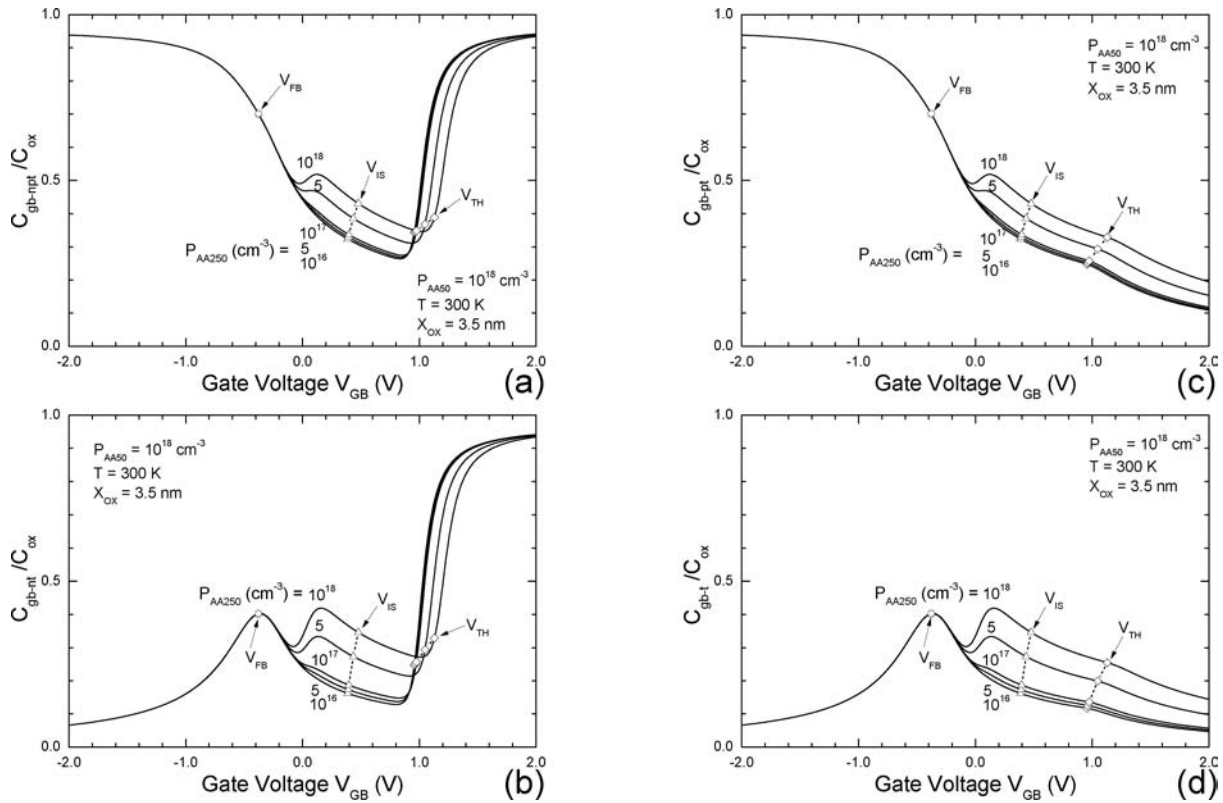 1.0
0.5
0.0
C_gb-npt /C_ox
V_FB
10^18
5
V_IS
V_TH
10^17
P_AA250 (cm^-3) = 5
10^16
P_AA50 = 10^18 cm^-3
T = 300 K
X_OX = 3.5 nm
-2.0 -1.0 0.0 1.0 2.0
Gate Voltage V_GB (V)
(a)
1.0
0.5
0.0
C_gb-pt /C_ox
P_AA50 = 10^18 cm^-3
T = 300 K
X_OX = 3.5 nm
V_FB
10^18
5
V_IS
V_TH
10^17
P_AA250 (cm^-3) = 5
10^16
-2.0 -1.0 0.0 1.0 2.0
Gate Voltage V_GB (V)
(c)
1.0
0.5
0.0
C_gb-nt /C_ox
P_AA50 = 10^18 cm^-3
T = 300 K
X_OX = 3.5 nm
P_AA250 (cm^-3) = 10^18
5
V_IS
V_TH
V_FB
10^17
5
10^16
-2.0 -1.0 0.0 1.0 2.0
Gate Voltage V_GB (V)
(b)
1.0
0.5
0.0
C_gb-t /C_ox
P_AA50 = 10^18 cm^-3
T = 300 K
X_OX = 3.5 nm
P_AA250 (cm^-3) = 10^18
5
V_IS
V_TH
V_FB
10^17
5
10^16
-2.0 -1.0 0.0 1.0 2.0
Gate Voltage V_GB (V)
(d)